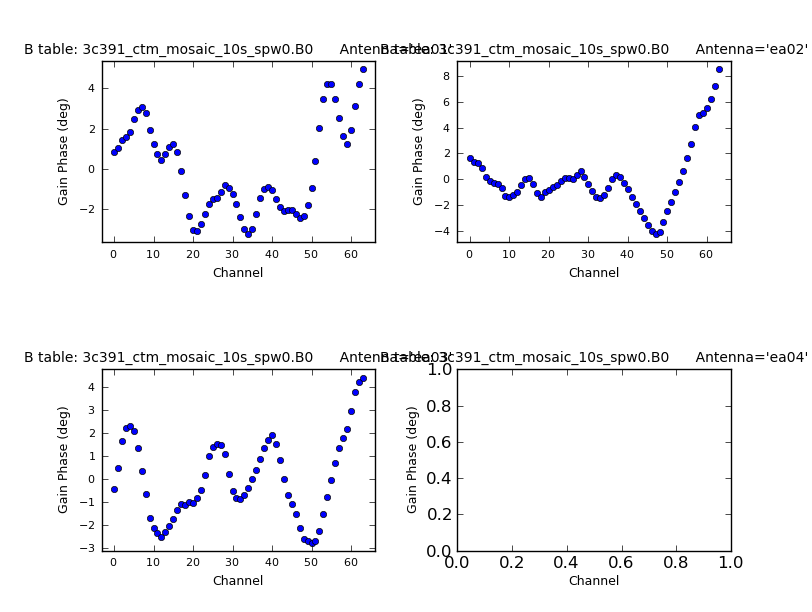 B table: 3c391_ctm_mosaic_10s_spw0.B0 Antenna='ea01'
Gain Phase (deg)
4
2
0
−2
0 10 20 30 40 50 60
Channel
B table: 3c391_ctm_mosaic_10s_spw0.B0 Antenna='ea02'
Gain Phase (deg)
8
6
4
2
0
−2
−4
0 10 20 30 40 50 60
Channel
B table: 3c391_ctm_mosaic_10s_spw0.B0 Antenna='ea03'
Gain Phase (deg)
4
3
2
1
0
−1
−2
−3
0 10 20 30 40 50 60
Channel
B table: 3c391_ctm_mosaic_10s_spw0.B0 Antenna='ea04'
Gain Phase (deg)
1.0
0.8
0.6
0.4
0.2
0.0
0.0 0.2 0.4 0.6 0.8 1.0
Channel